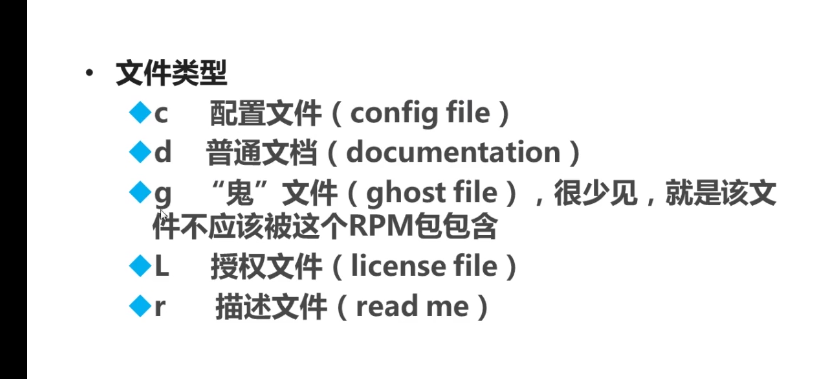 • 文件类型
◆c 配置文件（config file）
◆d 普通文档（documentation）
◆g “鬼”文件（ghost file），很少见，就是该文
件不应该被这个RPM包包含
◆L 授权文件（license file）
◆r 描述文件（read me）